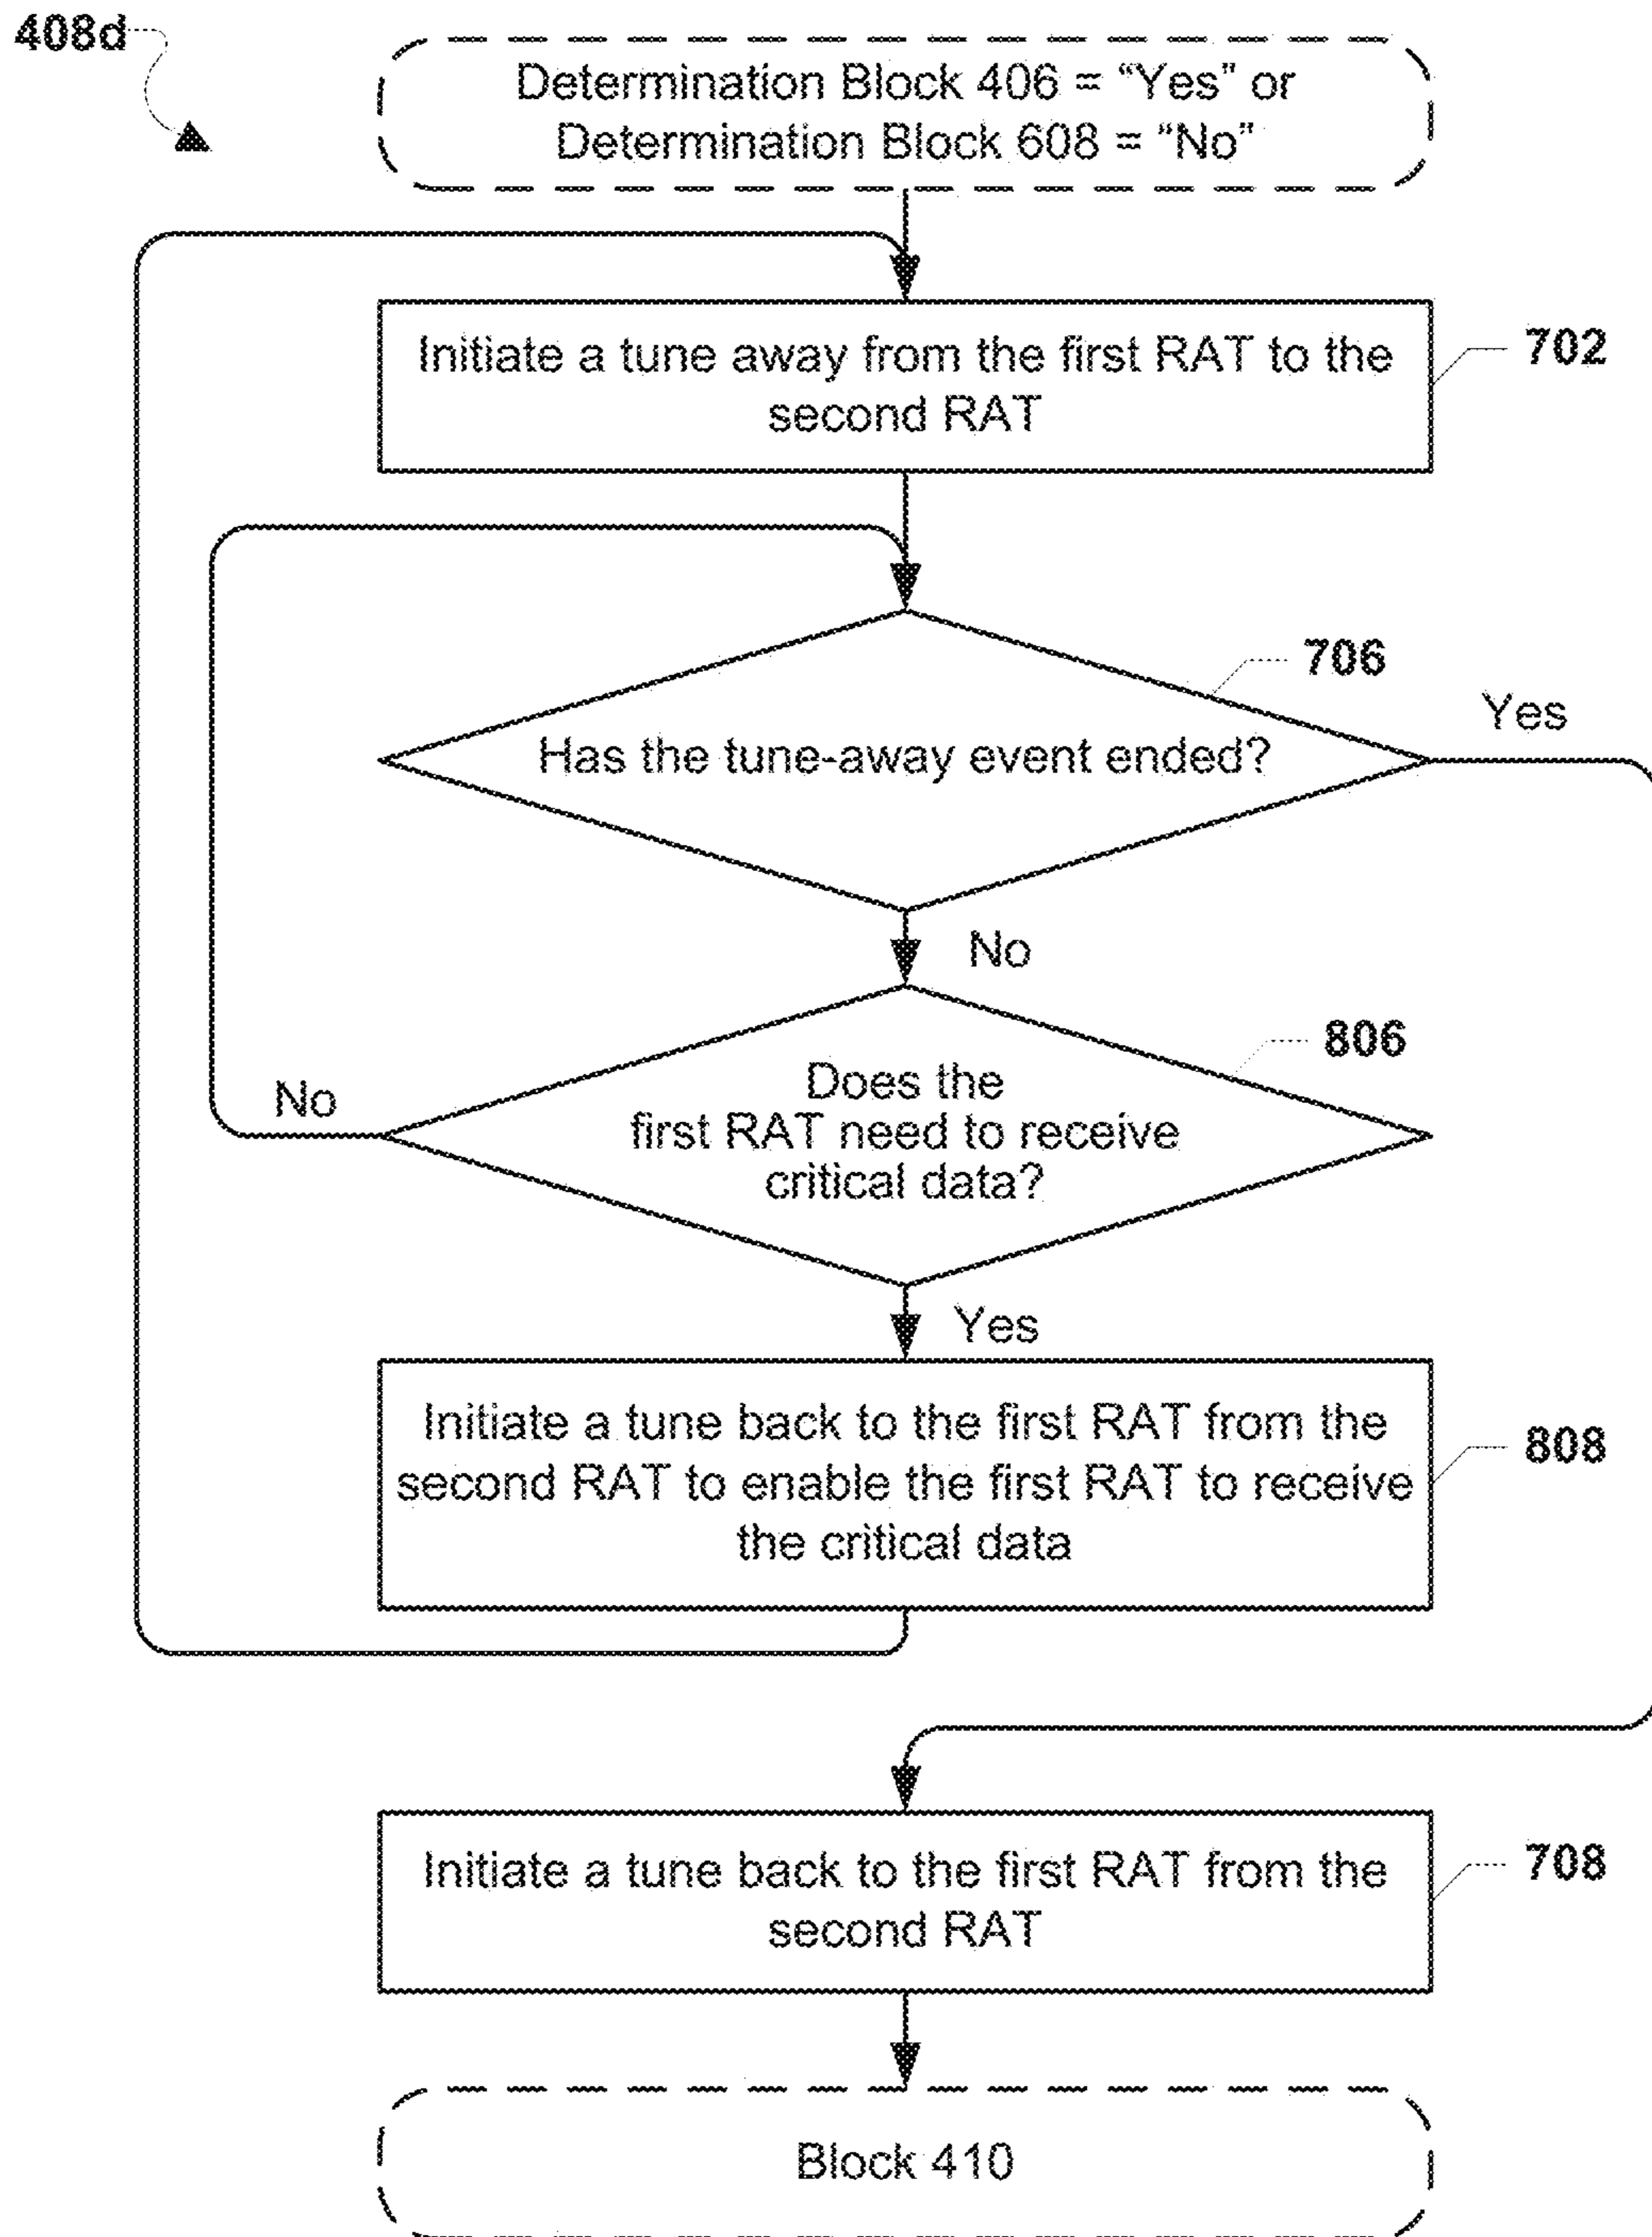 408d
Determination Block 406 = “Yes” or
Determination Block 608 = “No”
Initiate a tune away from the first RAT to the
second RAT
702
706
Yes
Has the tune-away event ended?
No
806
Does the
first RAT need to receive
critical data?
No
Yes
Initiate a tune back to the first RAT from the
second RAT to enable the first RAT to receive
the critical data
808
Initiate a tune back to the first RAT from the
second RAT
708
Block 410